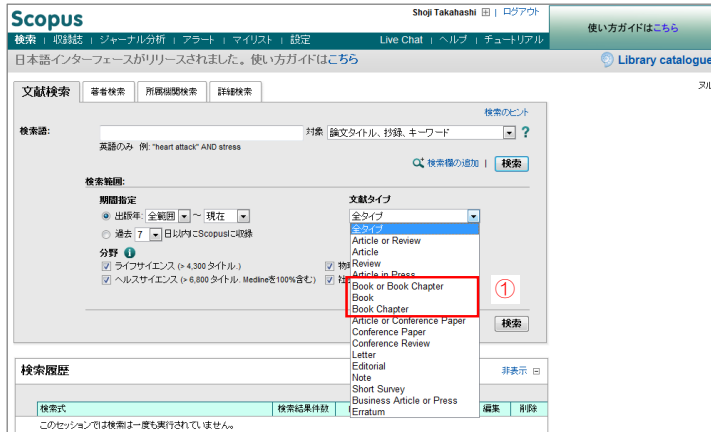 Scopus
Shoji Takahashi | ログアウト
検索 | 収録誌 | ジャーナル分析 | アラート | マイリスト | 設定
Live Chat | ヘルプ | チュートリアル
使い方ガイドはこちら
日本語インターフェースがリリースされました。使い方ガイドはこちら
Library catalogue
文献検索 著者検索 所属機関検索 詳細検索
検索のヒント
検索語:
対象 論文タイトル、抄録、キーワード ?
英語のみ 例: "heart attack" AND stress
検索欄の追加 | 検索
検索範囲:
期間指定
文献タイプ
出版年: 全範囲 ~ 現在
全タイプ
過去 7 日以内にScopusに収録
全タイプ
Article or Review
分野
Article
ライフサイエンス (> 4,300 タイトル.)
Review
Article in Press
ヘルスサイエンス (> 6,800 タイトル. Medlineを100%含む)
Book or Book Chapter
①
Book
Book Chapter
Article or Conference Paper
検索
Conference Paper
Conference Review
Letter
Editorial
Note
Short Survey
Business Article or Press
Erratum
検索履歴
非表示
検索式 検索結果件数 編集 削除
このセッションでは検索は一度も実行されていません。